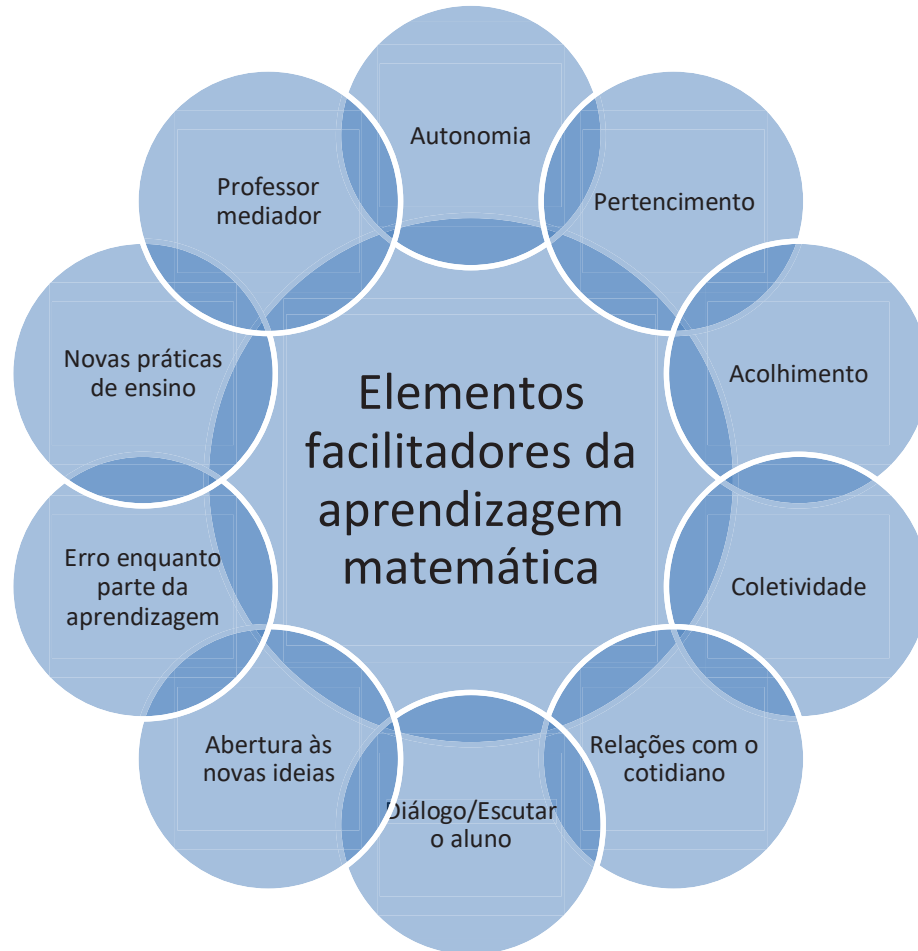 Autonomia
Pertencimento
Acolhimento
Coletividade
Relações com o
cotidiano
Diálogo/Escutar
o aluno
Abertura às
novas ideias
Erro enquanto
parte da
aprendizagem
Novas práticas
de ensino
Professor
mediador
Elementos
facilitadores da
aprendizagem
matemática